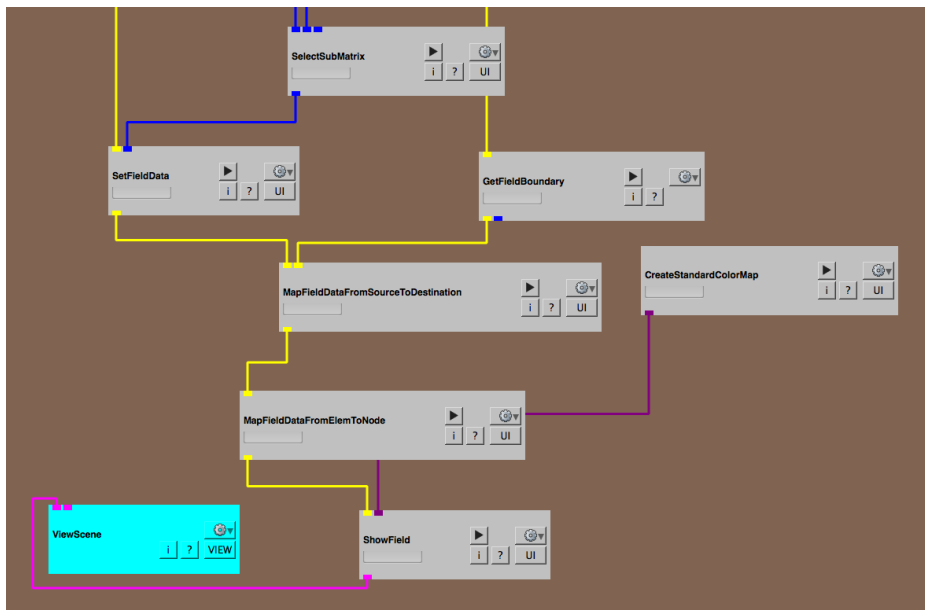 SelectSubMatrix
i ? UI
SetFieldData
i ? UI
GetFieldBoundary
i ?
MapFieldDataFromSourceToDestination
i ? UI
CreateStandardColorMap
i ? UI
MapFieldDataFromElemToNode
i ? UI
ViewScene
i ? VIEW
ShowField
i ? UI